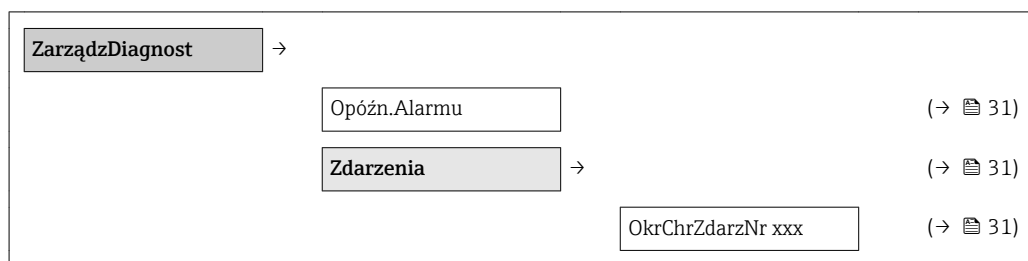 ZarządzDiagnost →
Opóźn.Alarmu (→ 🖺 31)
Zdarzenia → (→ 🖺 31)
OkrChrZdarzNr xxx (→ 🖺 31)